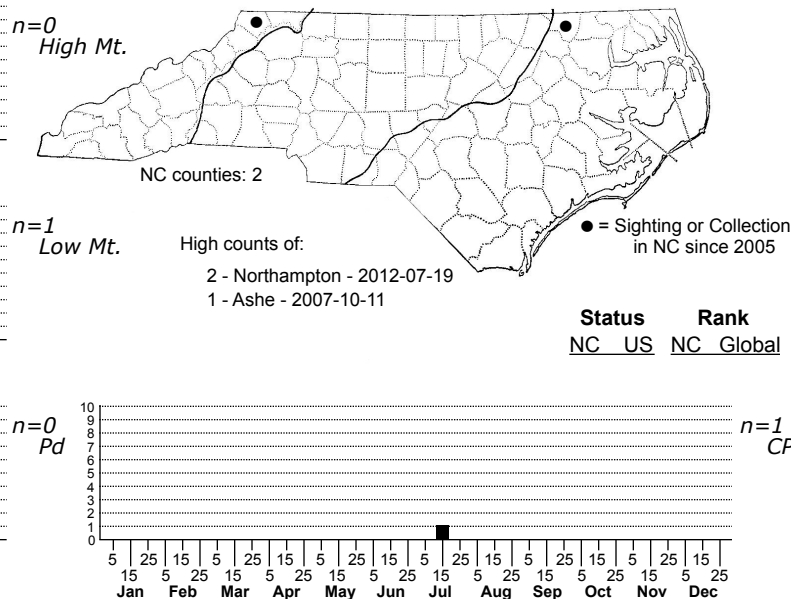 n=0
High Mt.
NC counties: 2
n=1
Low Mt.
High counts of:
2 - Northampton - 2012-07-19
1 - Ashe - 2007-10-11
● = Sighting or Collection
in NC since 2005
Status Rank
NC US NC Global
n=0
Pd
n=1
CP
10
9
8
7
6
5
4
3
2
1
0
5 25 15 5 25 15 5 25 15 5 25 15 5 25 15 5 25 15
15 5 25 15 5 25 15 5 25 15 5 25 15 5 25 15 5 25
Jan Feb Mar Apr May Jun Jul Aug Sep Oct Nov Dec